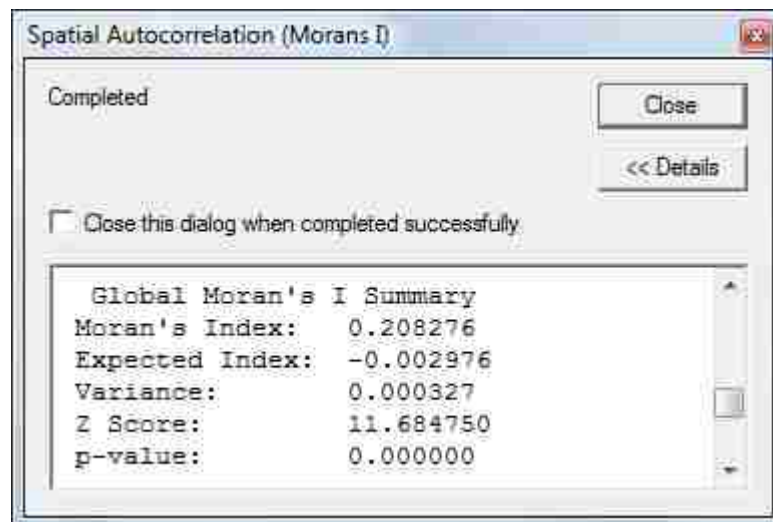 Spatial Autocorrelation (Morans I)
Completed
Close
<< Details
Close this dialog when completed successfully
Global Moran's I Summary
Moran's Index: 0.208276
Expected Index: -0.002976
Variance: 0.000327
Z Score: 11.684750
p-value: 0.000000